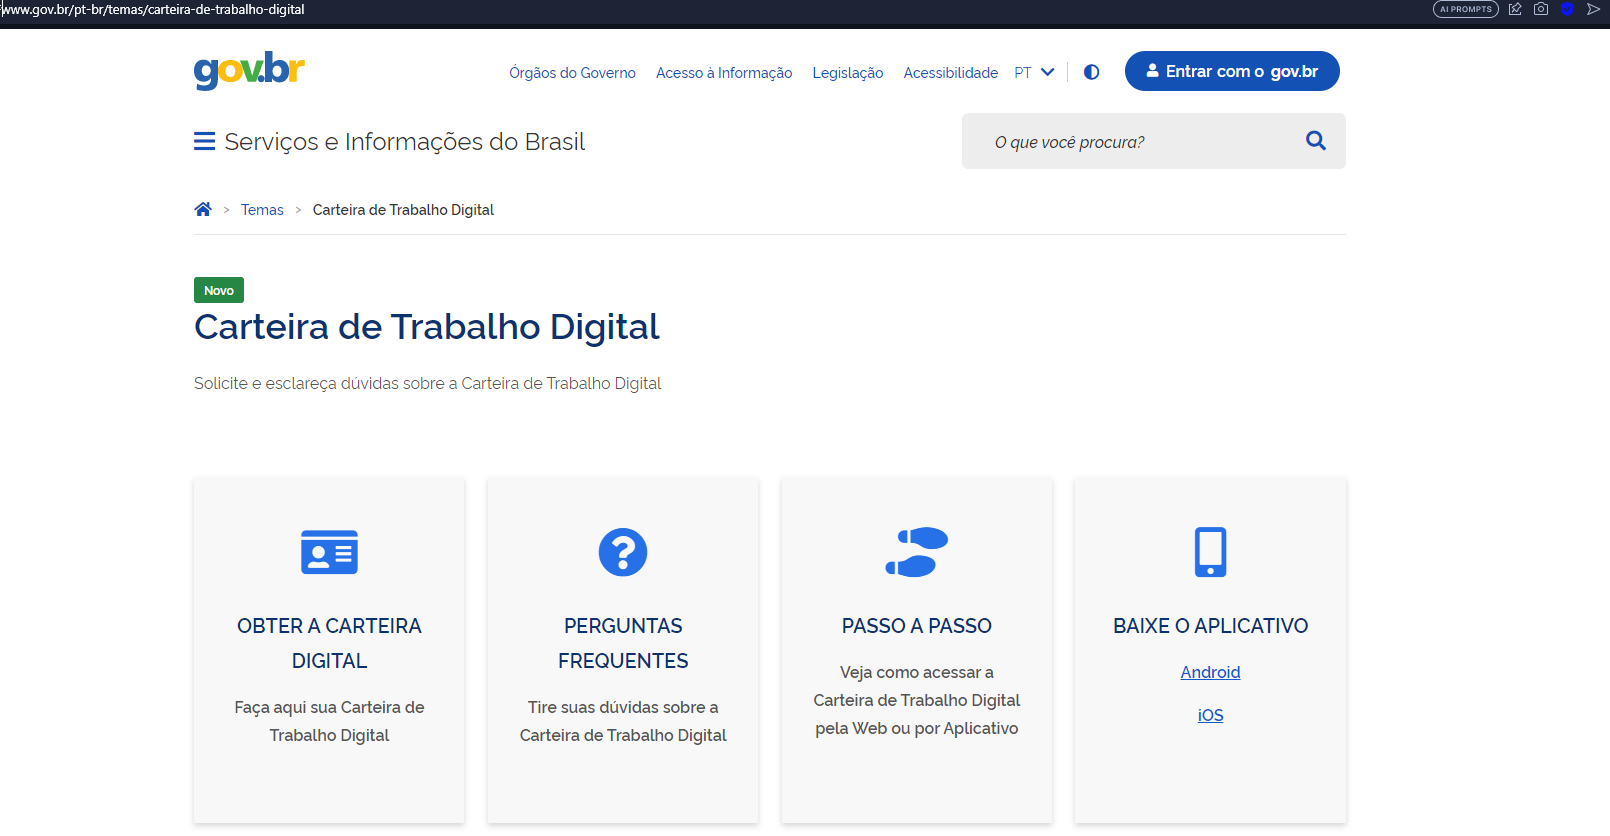 www.gov.br/pt-br/temas/carteira-de-trabalho-digital
AI PROMPTS
gov.br
Órgãos do Governo Acesso à Informação Legislação Acessibilidade PT
Entrar com o gov.br
Serviços e Informações do Brasil
O que você procura?
> Temas > Carteira de Trabalho Digital
Novo
Carteira de Trabalho Digital
Solicite e esclareça dúvidas sobre a Carteira de Trabalho Digital
OBTER A CARTEIRA
DIGITAL
Faça aqui sua Carteira de
Trabalho Digital
PERGUNTAS
FREQUENTES
Tire suas dúvidas sobre a
Carteira de Trabalho Digital
PASSO A PASSO
Veja como acessar a
Carteira de Trabalho Digital
pela Web ou por Aplicativo
BAIXE O APLICATIVO
Android
iOS